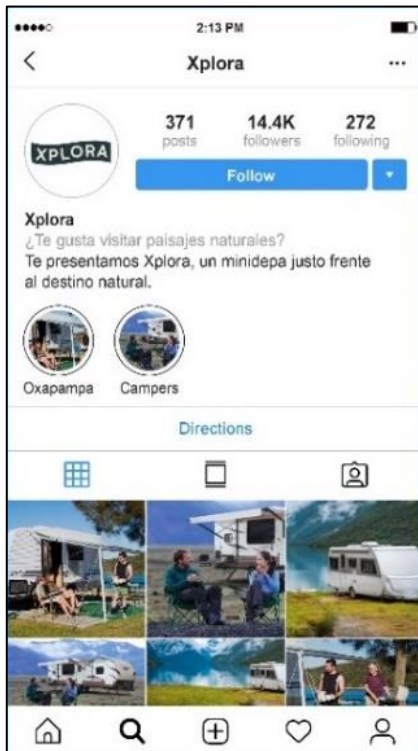 2:13 PM
Xplora
XPLORA
371 14.4K 272
posts followers following
Follow
Xplora
¿Te gusta visitar paisajes naturales?
Te presentamos Xplora, un minidepa justo frente
al destino natural.
Oxapampa Campers
Directions